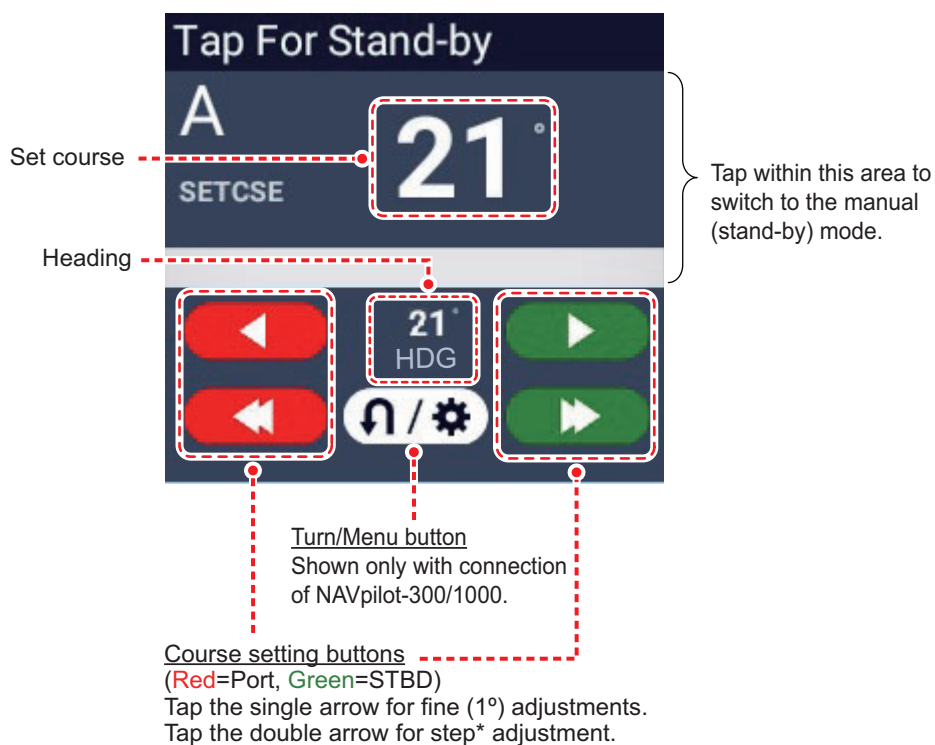 Tap For Stand-by
A
21°
SETCSE
Set course
Tap within this area to
switch to the manual
(stand-by) mode.
Heading
21°
HDG
/
Turn/Menu button
Shown only with connection
of NAVpilot-300/1000.
Course setting buttons
(Red=Port, Green=STBD)
Tap the single arrow for fine (1º) adjustments.
Tap the double arrow for step* adjustment.